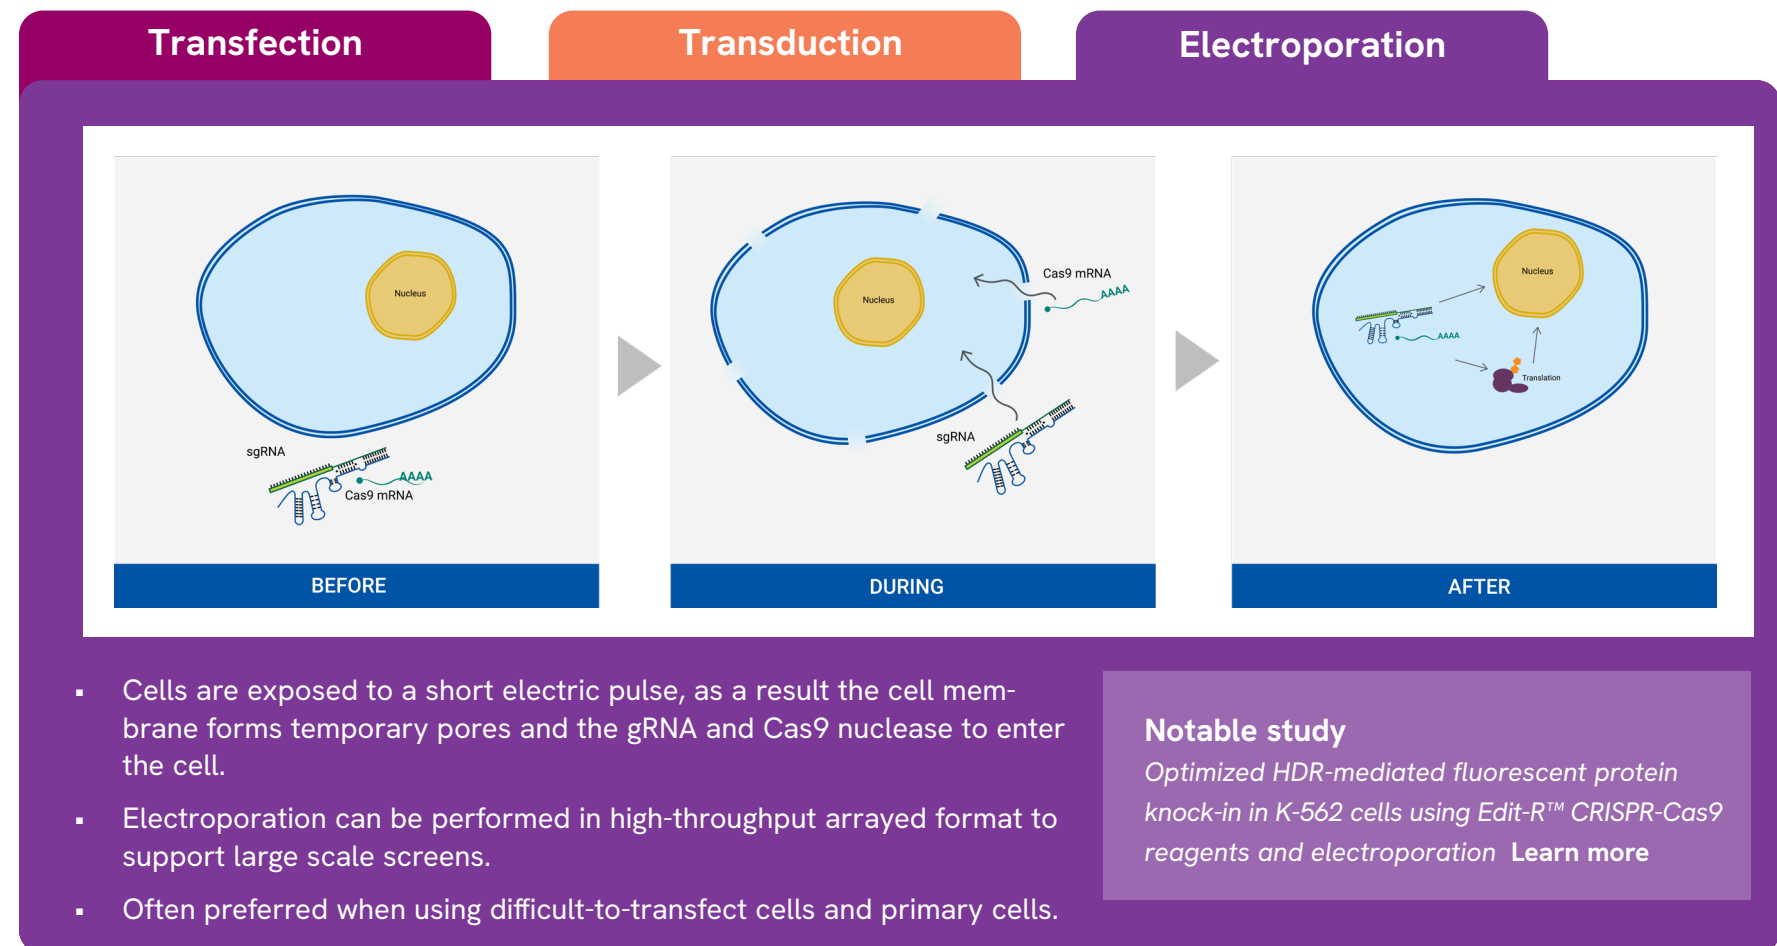 Transfection
Transduction
Electroporation
Nucleus
sgRNA
AAAA
Cas9 mRNA
BEFORE
Nucleus
Cas9 mRNA
AAAA
sgRNA
DURING
Nucleus
AAAA
Translation
AFTER
▪ Cells are exposed to a short electric pulse, as a result the cell mem-
brane forms temporary pores and the gRNA and Cas9 nuclease to enter
the cell.
▪ Electroporation can be performed in high-throughput arrayed format to
support large scale screens.
▪ Often preferred when using difficult-to-transfect cells and primary cells.
Notable study
Optimized HDR-mediated fluorescent protein
knock-in in K-562 cells using Edit-R™ CRISPR-Cas9
reagents and electroporation Learn more